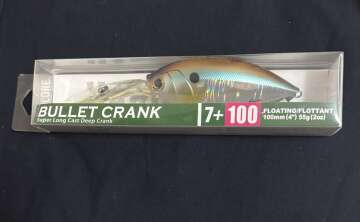 BULLET CRANK
Super Long Cast Deep Crank
7+ 100
FLOATING/FLOTTANT
100mm (4") 55g (2oz)